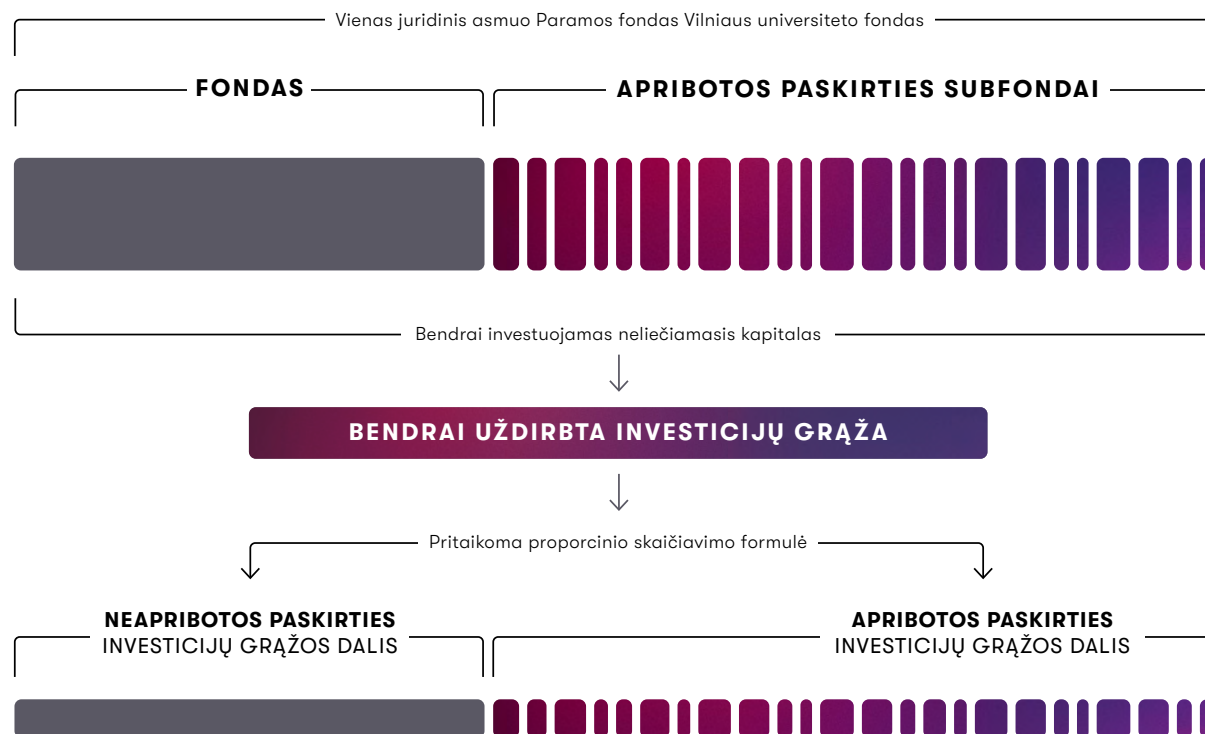 Vienas juridinis asmuo Paramos fondas Vilniaus universiteto fondas
FONDAS
APRIBOTOS PASKIRTIES SUBFONDAI
Bendrai investuojamas neliečiamasis kapitalas
BENDRAI UŽDIRBTA INVESTICIJŲ GRĄŽA
Pritaikoma proporcinio skaičiavimo formulė
NEAPRIBOTOS PASKIRTIES
INVESTICIJŲ GRĄŽOS DALIS
APRIBOTOS PASKIRTIES
INVESTICIJŲ GRĄŽOS DALIS